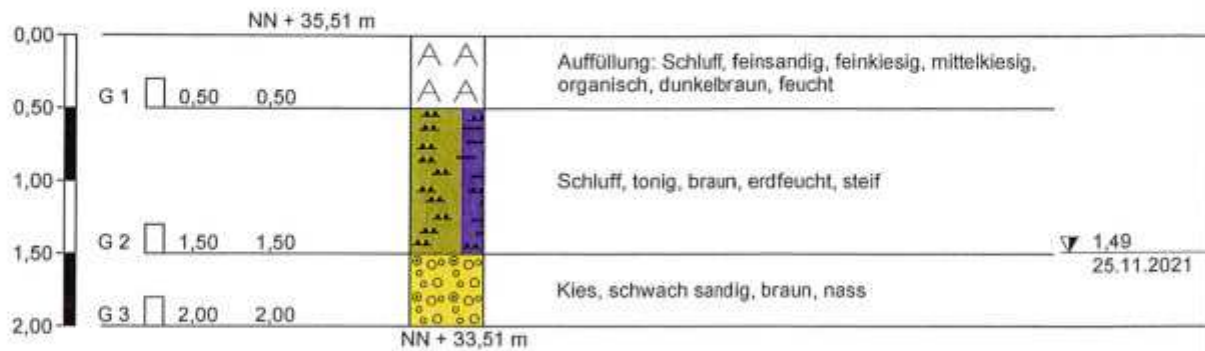 NN + 35,51 m
0,00
Auffüllung: Schluff, feinsandig, feinkiesig, mittelkiesig,
organisch, dunkelbraun, feucht
G 1 0,50 0,50
0,50
1,00
Schluff, tonig, braun, erdfeucht, steif
G 2 1,50 1,50
1,49
1,50
25.11.2021
Kies, schwach sandig, braun, nass
G 3 2,00 2,00
2,00
NN + 33,51 m